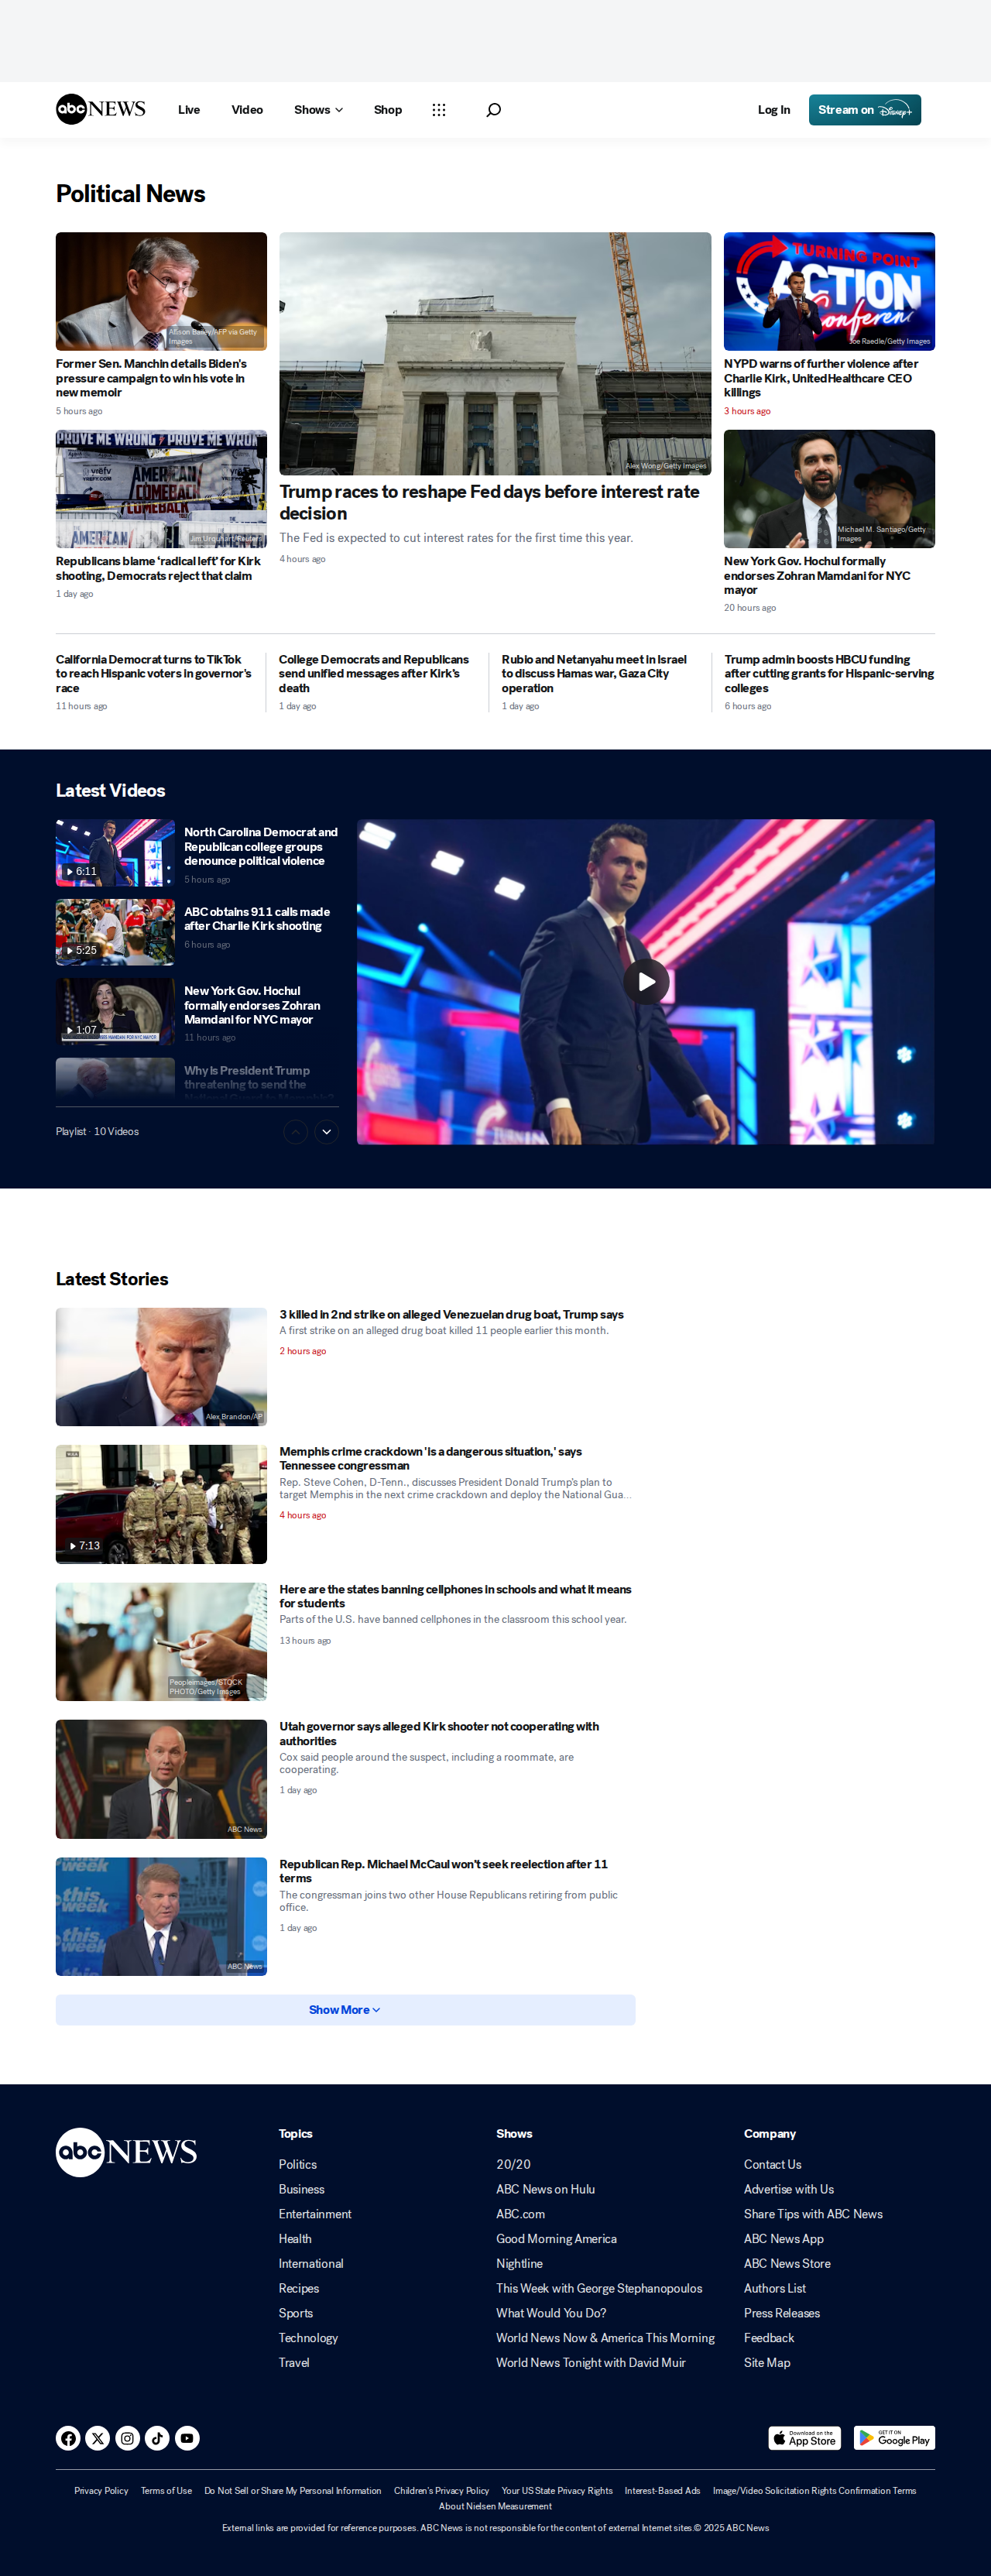 abc NEWS
Live
Video
Shows
Shop
Log In
Stream on Disney+
Political News
Allison Bailey/AFP via Getty
Images
Former Sen. Manchin details Biden's
pressure campaign to win his vote in
new memoir
5 hours ago
PROVE ME WRONG PROVE ME WRONG
AMERICAN
COMEBACK
AMERICAN
Jim Urquhart/Reuters
Republicans blame ‘radical left’ for Kirk
shooting, Democrats reject that claim
1 day ago
Alex Wong/Getty Images
Trump races to reshape Fed days before interest rate
decision
The Fed is expected to cut interest rates for the first time this year.
4 hours ago
TURNING POINT
ACTION
Conference
Joe Raedle/Getty Images
NYPD warns of further violence after
Charlie Kirk, UnitedHealthcare CEO
killings
3 hours ago
Michael M. Santiago/Getty
Images
New York Gov. Hochul formally
endorses Zohran Mamdani for NYC
mayor
20 hours ago
California Democrat turns to TikTok
to reach Hispanic voters in governor's
race
11 hours ago
College Democrats and Republicans
send unified messages after Kirk's
death
1 day ago
Rubio and Netanyahu meet in Israel
to discuss Hamas war, Gaza City
operation
1 day ago
Trump admin boosts HBCU funding
after cutting grants for Hispanic-serving
colleges
6 hours ago
Latest Videos
6:11
North Carolina Democrat and
Republican college groups
denounce political violence
5 hours ago
5:25
ABC obtains 911 calls made
after Charlie Kirk shooting
6 hours ago
1:07
New York Gov. Hochul
formally endorses Zohran
Mamdani for NYC mayor
11 hours ago
Why is President Trump
threatening to send the
National Guard to Memphis?
Playlist · 10 Videos
Latest Stories
Alex Brandon/AP
3 killed in 2nd strike on alleged Venezuelan drug boat, Trump says
A first strike on an alleged drug boat killed 11 people earlier this month.
2 hours ago
7:13
Memphis crime crackdown 'is a dangerous situation,' says
Tennessee congressman
Rep. Steve Cohen, D-Tenn., discusses President Donald Trump’s plan to
target Memphis in the next crime crackdown and deploy the National Gua...
4 hours ago
Peopleimages/STOCK
PHOTO/Getty Images
Here are the states banning cellphones in schools and what it means
for students
Parts of the U.S. have banned cellphones in the classroom this school year.
13 hours ago
ABC News
Utah governor says alleged Kirk shooter not cooperating with
authorities
Cox said people around the suspect, including a roommate, are
cooperating.
1 day ago
this
week
this
week
this
week
ABC News
Republican Rep. Michael McCaul won't seek reelection after 11
terms
The congressman joins two other House Republicans retiring from public
office.
1 day ago
Show More
abc NEWS
Topics
Politics
Business
Entertainment
Health
International
Recipes
Sports
Technology
Travel
Shows
20/20
ABC News on Hulu
ABC.com
Good Morning America
Nightline
This Week with George Stephanopoulos
What Would You Do?
World News Now & America This Morning
World News Tonight with David Muir
Company
Contact Us
Advertise with Us
Share Tips with ABC News
ABC News App
ABC News Store
Authors List
Press Releases
Feedback
Site Map
Download on the
App Store
GET IT ON
Google Play
Privacy Policy
Terms of Use
Do Not Sell or Share My Personal Information
Children's Privacy Policy
Your US State Privacy Rights
Interest-Based Ads
Image/Video Solicitation Rights Confirmation Terms
About Nielsen Measurement
External links are provided for reference purposes. ABC News is not responsible for the content of external Internet sites.© 2025 ABC News